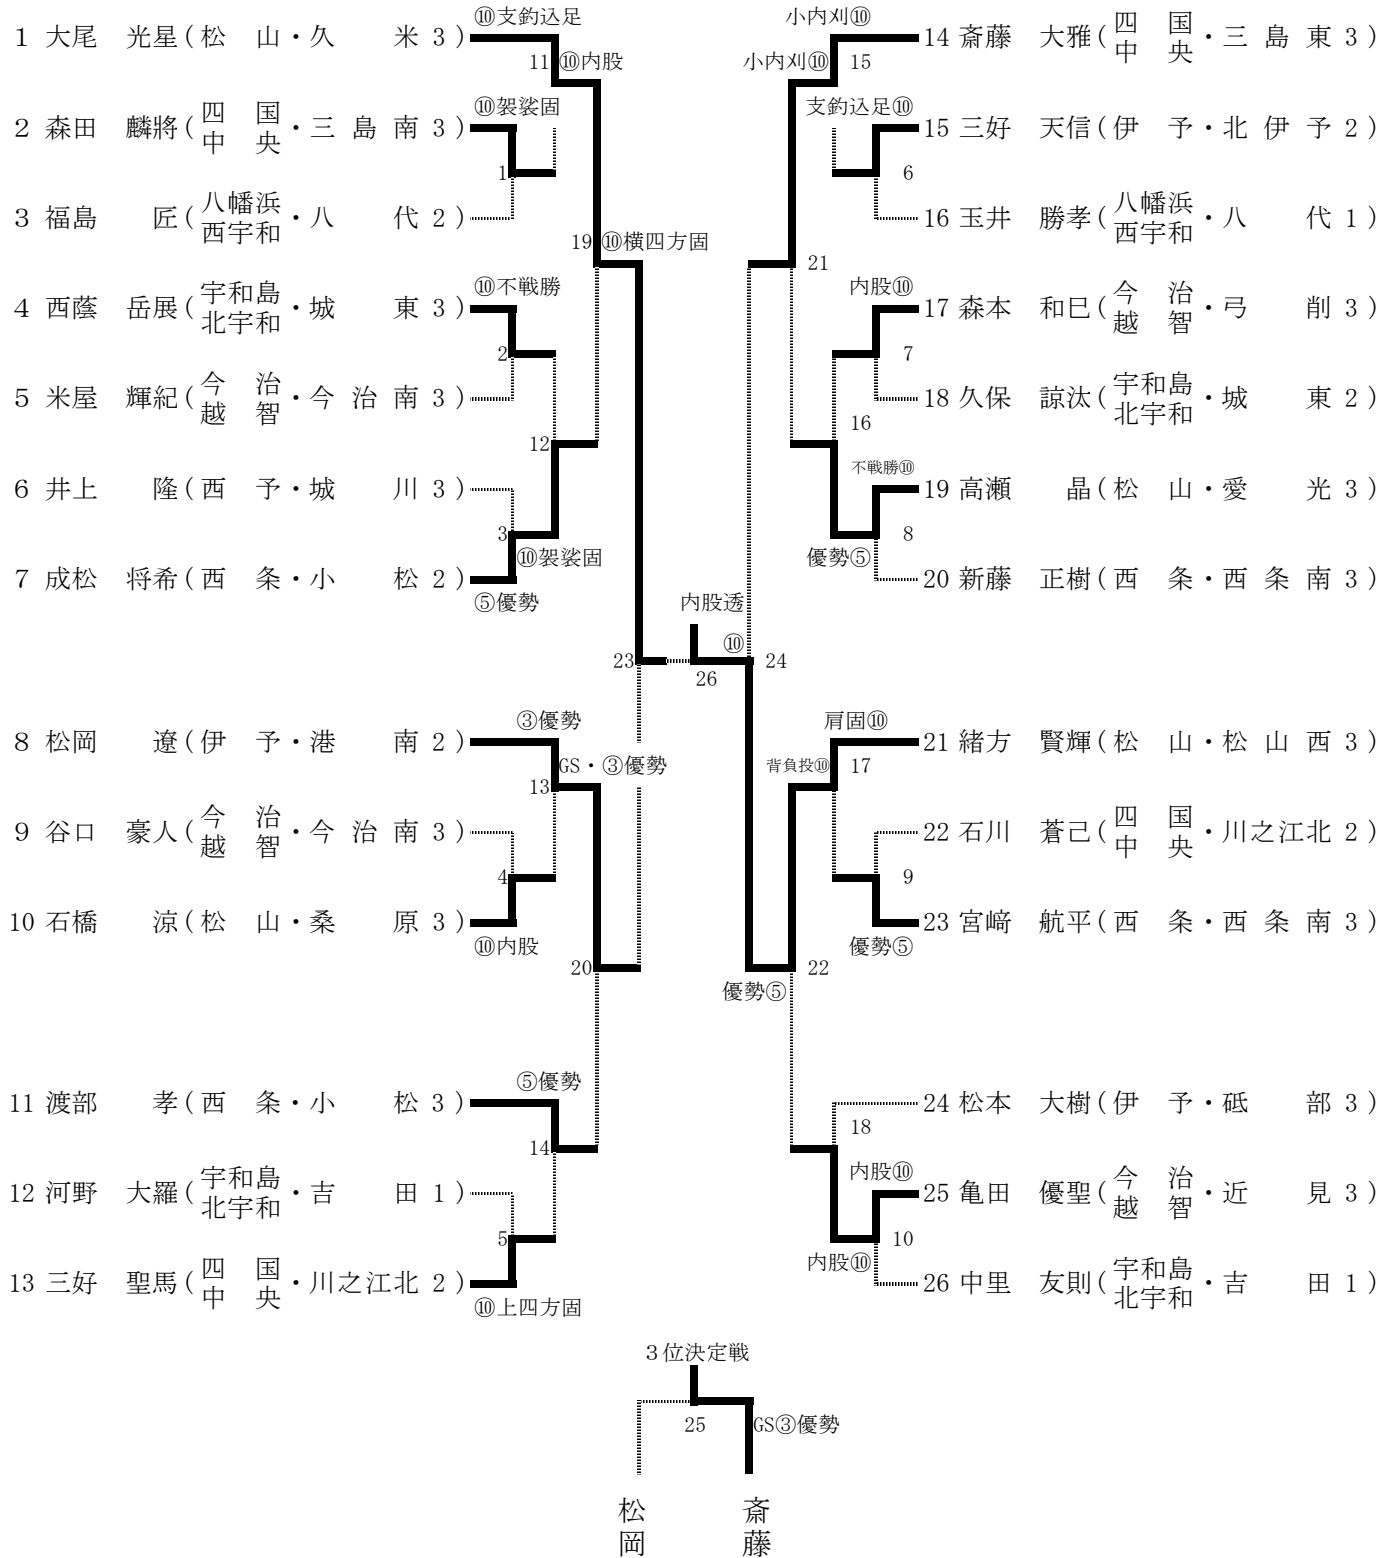 ⑩支釣込足
1 大尾 光星(松 山・久 米 3)
11 ⑩内股
⑩袈裟固
2 森田 麟將(四国中央・三 島 南 3)
1
3 福島 匠(八幡浜西宇和・八 代 2)
19 ⑩横四方固
⑩不戦勝
4 西蔭 岳展(宇和島北宇和・城 東 3)
2
5 米屋 輝紀(今治越智・今 治 南 3)
12
6 井上 隆(西 予・城 川 3)
3
⑩袈裟固
7 成松 将希(西 条・小 松 2)
⑤優勢
23
③優勢
8 松岡 遼(伊 予・港 南 2)
GS・③優勢
13
9 谷口 豪人(今治越智・今 治 南 3)
4
10 石橋 涼(松 山・桑 原 3)
⑩内股
20
⑤優勢
11 渡部 孝(西 条・小 松 3)
14
12 河野 大羅(宇和島北宇和・吉 田 1)
5
13 三好 聖馬(四国中央・川之江北 2)
⑩上四方固
内股透
⑩
26
小内刈⑩
14 斎藤 大雅(四国中央・三 島 東 3)
小内刈⑩ 15
支釣込足⑩
15 三好 天信(伊 予・北 伊 予 2)
6
16 玉井 勝孝(八幡浜西宇和・八 代 1)
21
内股⑩
17 森本 和巳(今治越智・弓 削 3)
7
18 久保 諒汰(宇和島北宇和・城 東 2)
16
不戦勝⑩
19 高瀬 晶(松 山・愛 光 3)
8
優勢⑤
20 新藤 正樹(西 条・西 条 南 3)
24
肩固⑩
21 緒方 賢輝(松 山・松 山 西 3)
背負投⑩ 17
22 石川 蒼己(四国中央・川之江北 2)
9
23 宮﨑 航平(西 条・西 条 南 3)
優勢⑤
22
優勢⑤
24 松本 大樹(伊 予・砥 部 3)
18
内股⑩
25 亀田 優聖(今治越智・近 見 3)
10
内股⑩
26 中里 友則(宇和島北宇和・吉 田 1)
3位決定戦
25
GS③優勢
松岡
斎藤